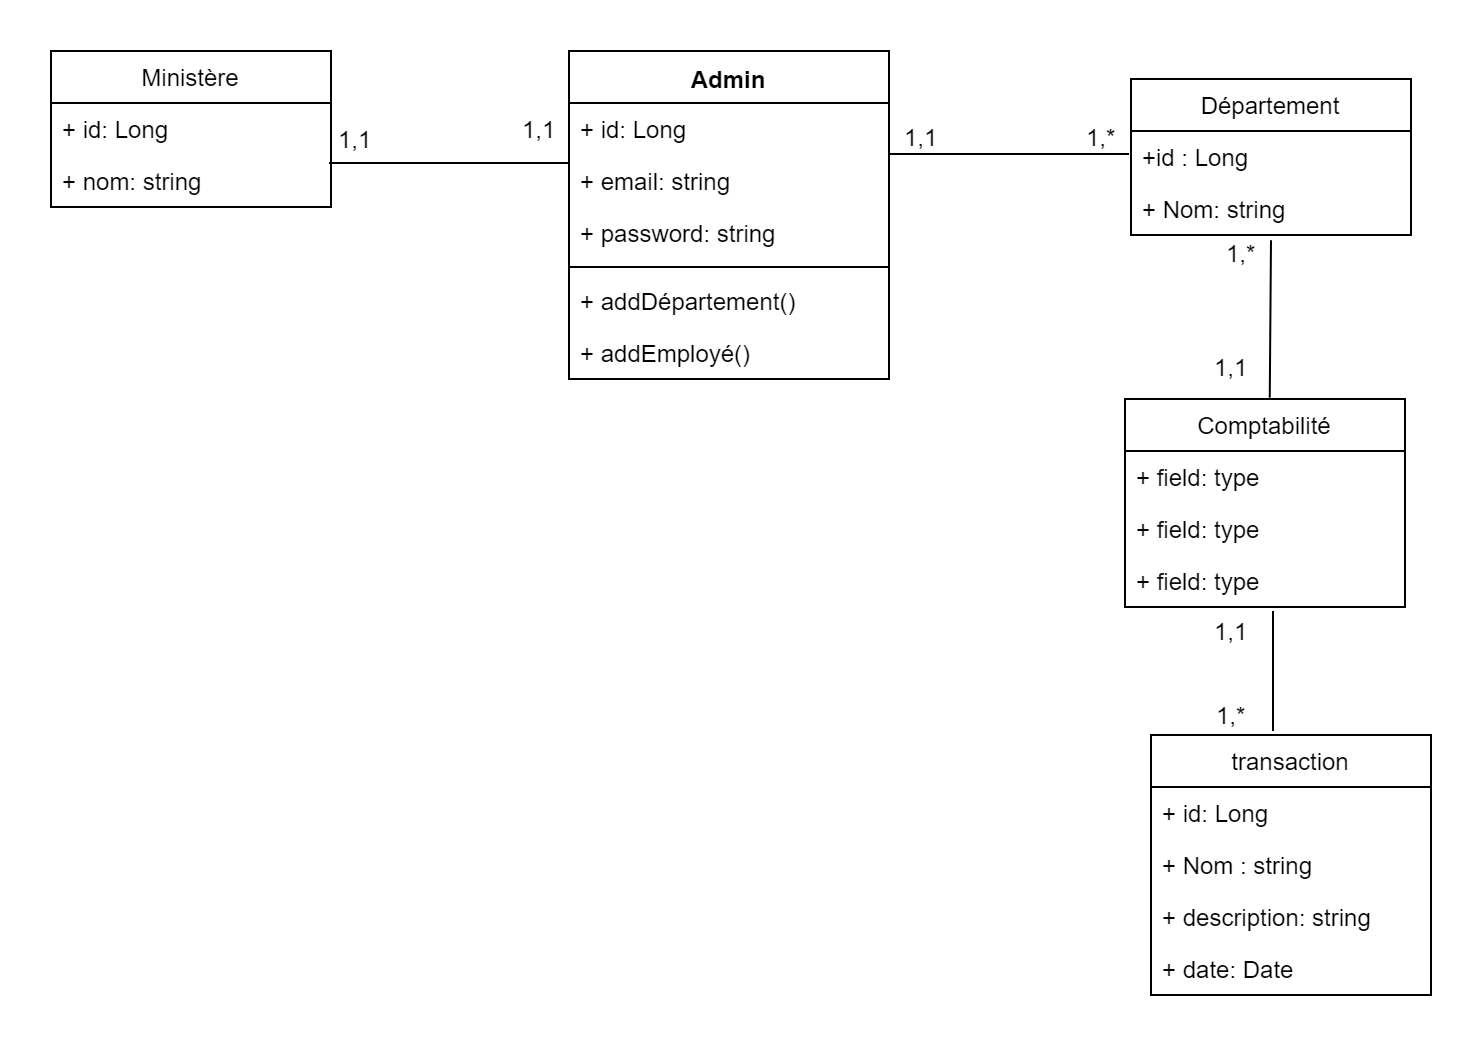 Ministère
+ id: Long
+ nom: string
1,1
1,1
Admin
+ id: Long
+ email: string
+ password: string
+ addDépartement()
+ addEmployé()
1,1
1,*
Département
+id : Long
+ Nom: string
1,*
1,1
Comptabilité
+ field: type
+ field: type
+ field: type
1,1
1,*
transaction
+ id: Long
+ Nom : string
+ description: string
+ date: Date